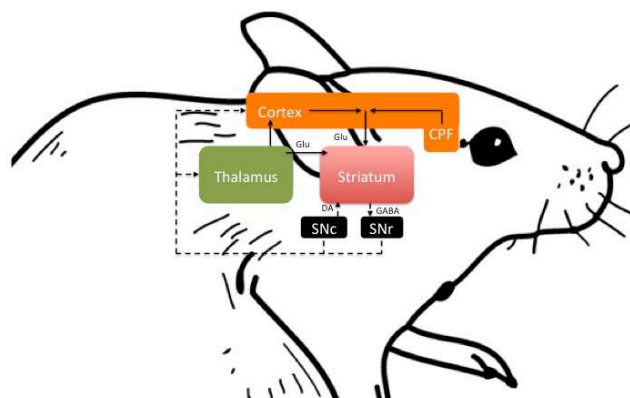 Cortex
CPF
Glu
Glu
Thalamus
Striatum
DA
GABA
SNc
SNr